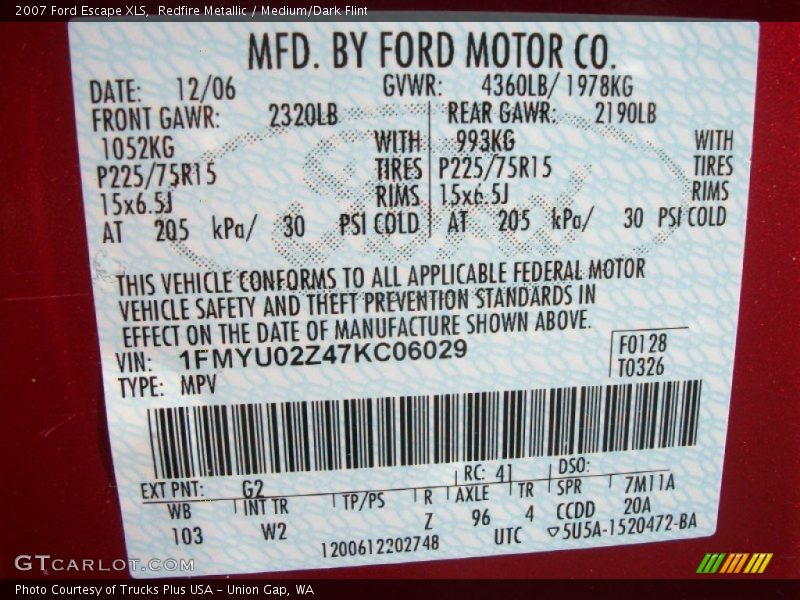 2007 Ford Escape XLS, Redfire Metallic / Medium/Dark Flint
MFD. BY FORD MOTOR CO.
DATE: 12/06 GVWR: 4360LB/ 1978KG
FRONT GAWR: 2320LB REAR GAWR: 2190LB
1052KG WITH 993KG WITH
P225/75R15 TIRES P225/75R15 TIRES
15x6.5J RIMS 15x6.5J RIMS
AT 205 kPa/ 30 PSI COLD AT 205 kPa/ 30 PSI COLD
THIS VEHICLE CONFORMS TO ALL APPLICABLE FEDERAL MOTOR
VEHICLE SAFETY AND THEFT PREVENTION STANDARDS IN
EFFECT ON THE DATE OF MANUFACTURE SHOWN ABOVE.
VIN: 1FMYU02Z47KC06029 F0128
TYPE: MPV T0326
EXT PNT: G2 RC: 41 DSO:
WB INT TR TP/PS R AXLE TR SPR 7M11A
103 W2 Z 96 4 CCDD 20A
1200612202748 UTC ▽5U5A-1520472-BA
Ford
GTCARLOT.COM
Photo Courtesy of Trucks Plus USA - Union Gap, WA